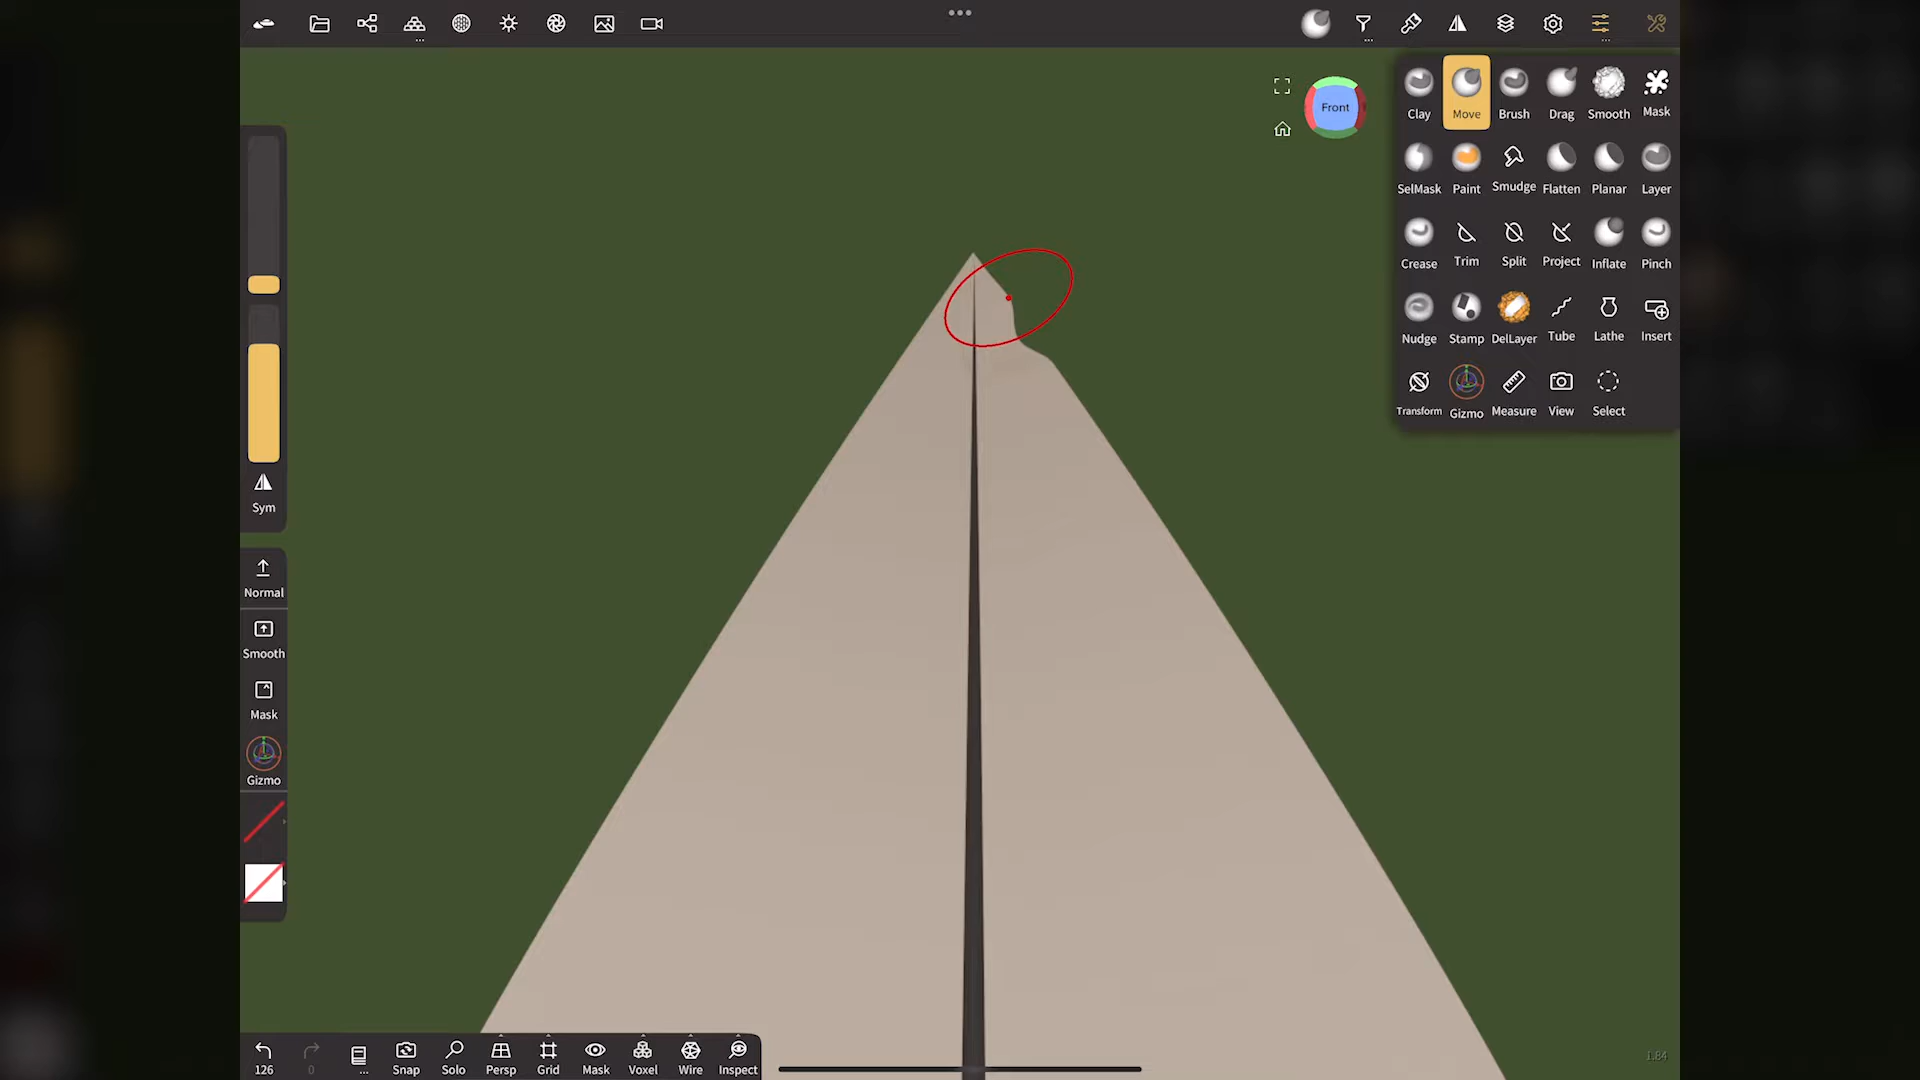 Front
Clay Move Brush Drag Smooth Mask
SelMask Paint Smudge Flatten Planar Layer
Crease Trim Split Project Inflate Pinch
Nudge Stamp DelLayer Tube Lathe Insert
Transform Gizmo Measure View Select
Sym
Normal
Smooth
Mask
Gizmo
126 0 ... Snap Solo Persp Grid Mask Voxel Wire Inspect
1.84